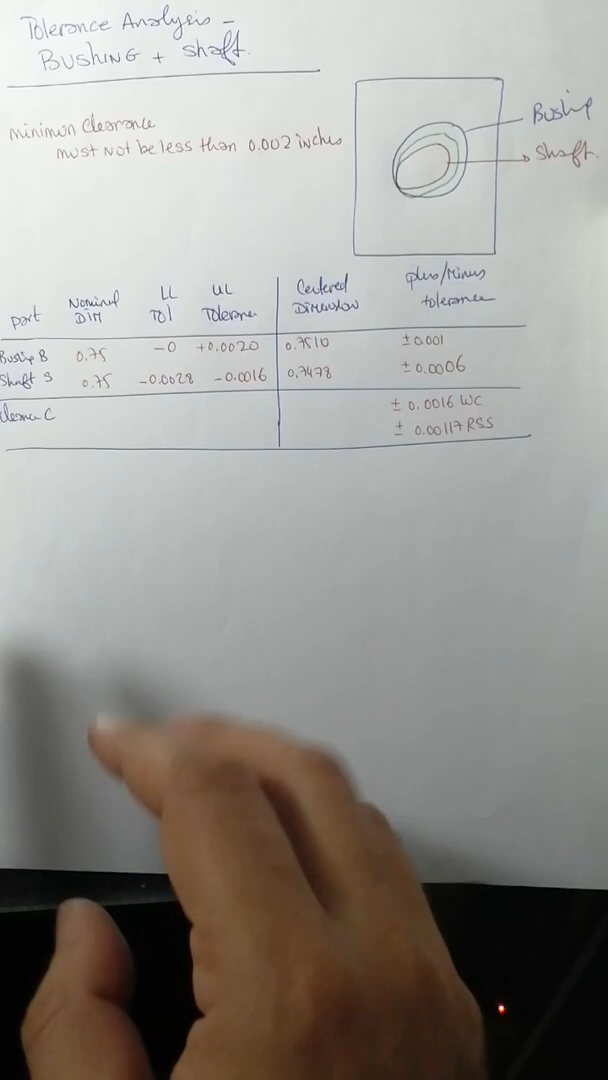 Tolerance Analysis -
BUSHING + shaft.
minimun clearance
must not be less than 0.002 inches
Bushing
shaft.
part Nominal DIM LL Tol UL Tolerance Centered Dimension plus/Minus tolerance
Bushing B 0.75 -0 +0.0020 0.7510 ±0.001
Shaft S 0.75 -0.0028 -0.0016 0.7478 ±0.0006
C ± 0.0016 WC
± 0.00117 RSS